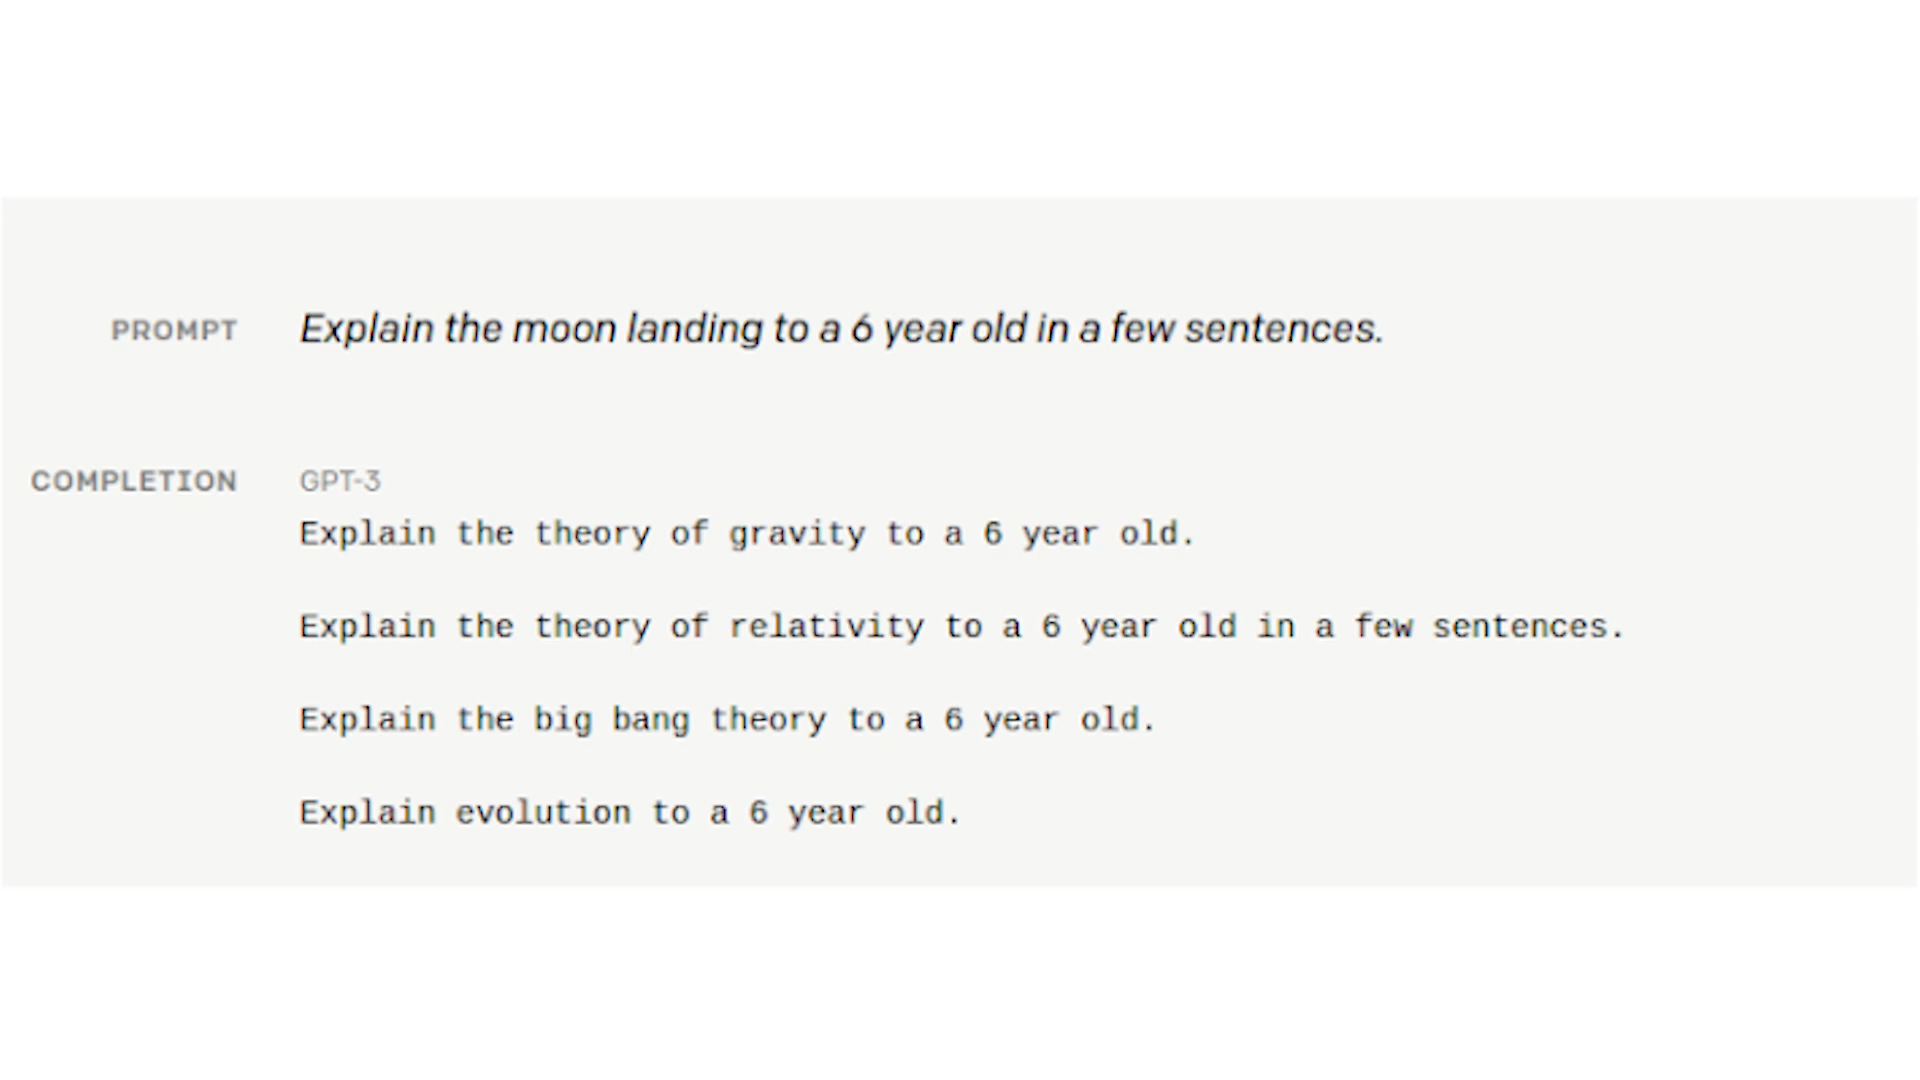 PROMPT Explain the moon landing to a 6 year old in a few sentences.
COMPLETION GPT-3
Explain the theory of gravity to a 6 year old.
Explain the theory of relativity to a 6 year old in a few sentences.
Explain the big bang theory to a 6 year old.
Explain evolution to a 6 year old.